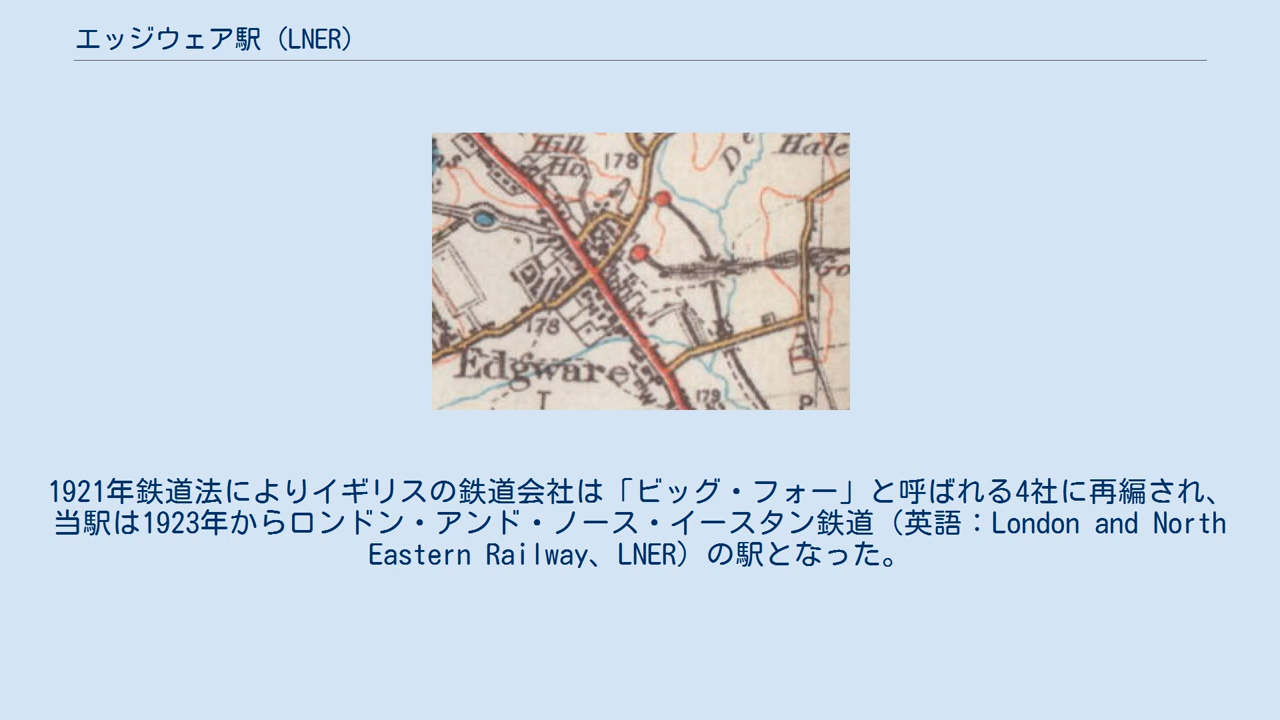 エッジウェア駅（LNER）
Hill
Ho.
178
De
Hale
Go
178
Edgware
T
179
P
1921年鉄道法によりイギリスの鉄道会社は「ビッグ・フォー」と呼ばれる4社に再編され、
当駅は1923年からロンドン・アンド・ノース・イースタン鉄道（英語：London and North
Eastern Railway、LNER）の駅となった。